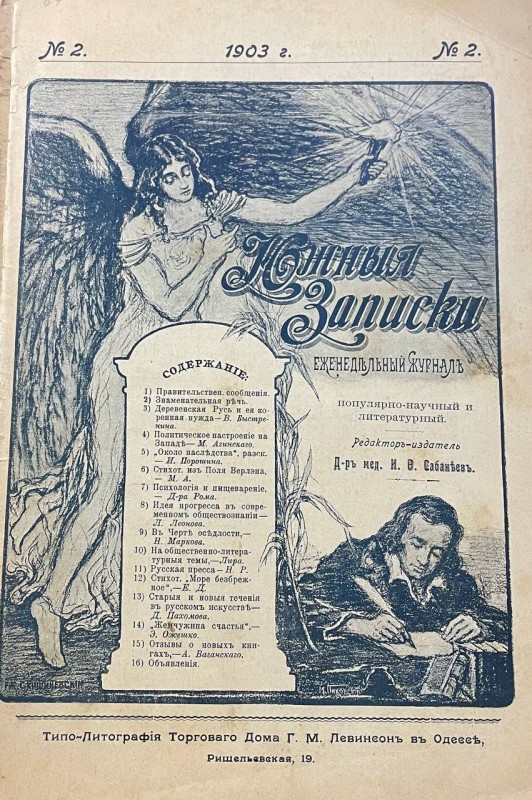 № 2.
1903 г.
№ 2.
Южныя
Записки
ЕЖЕНЕДѢЛЬНЫЙ ЖУРНАЛЪ
популярно-научный и
литературный.
Редакторъ-издатель
Д-ръ мед. И. Ѳ. Сабанѣевъ.
СОДЕРЖАНІЕ:
1) Правительствен. сообщенія.
2) Знаменательная рѣчь.
3) Деревенская Русь и ея ко-
ренная нужда—В. Быстре-
нина.
4) Политическое настроеніе на
Западѣ— М. Агинскаго.
5) „Около наслѣдства", разск.
— И. Порошина.
6) Стихот. изъ Поля Верлэна,
— М. А.
7) Психологія и пищевареніе,
— Д-ра Рома.
8) Идея прогресса въ совре-
менномъ обществознаніи—
Л. Леонова.
9) Въ Чертѣ осѣдлости,—
Н. Маркова.
10) На общественно-литера-
турныя темы,—Лира.
11) Русская пресса— Н. Р.
12) Стихот. „Море безбреж-
ное",— Е. Д.
13) Старыя и новыя теченія
въ русскомъ искусствѣ—
Д. Пахомова.
14) „Женчужина счастья",—
Э. Ожешко.
15) Отзывы о новыхъ кни-
гахъ,—А. Ваганскаго.
16) Объявленія.
Типо-Литографія Торговаго Дома Г. М. Левинсонъ въ Одессѣ,
Ришельевская, 19.